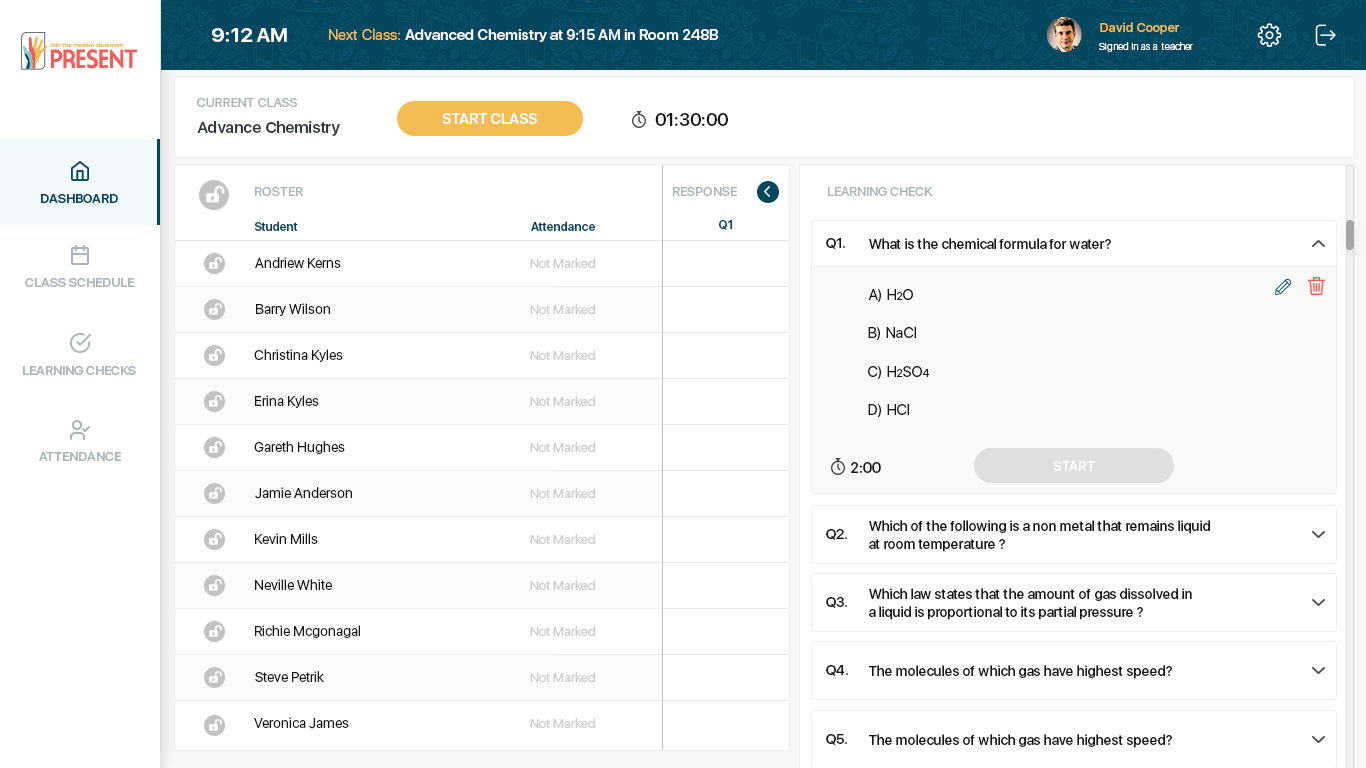 Join the modern classroom
PRESENT
DASHBOARD
CLASS SCHEDULE
LEARNING CHECKS
ATTENDANCE
9:12 AM
Next Class: Advanced Chemistry at 9:15 AM in Room 248B
David Cooper
Signed in as a teacher
CURRENT CLASS
Advance Chemistry
START CLASS
01:30:00
ROSTER
RESPONSE
Student Attendance Q1
Andriew Kerns Not Marked
Barry Wilson Not Marked
Christina Kyles Not Marked
Erina Kyles Not Marked
Gareth Hughes Not Marked
Jamie Anderson Not Marked
Kevin Mills Not Marked
Neville White Not Marked
Richie Mcgonagal Not Marked
Steve Petrik Not Marked
Veronica James Not Marked
LEARNING CHECK
Q1. What is the chemical formula for water?
A) H2O
B) NaCl
C) H2SO4
D) HCl
2:00
START
Q2. Which of the following is a non metal that remains liquid
at room temperature ?
Q3. Which law states that the amount of gas dissolved in
a liquid is proportional to its partial pressure ?
Q4. The molecules of which gas have highest speed?
Q5. The molecules of which gas have highest speed?